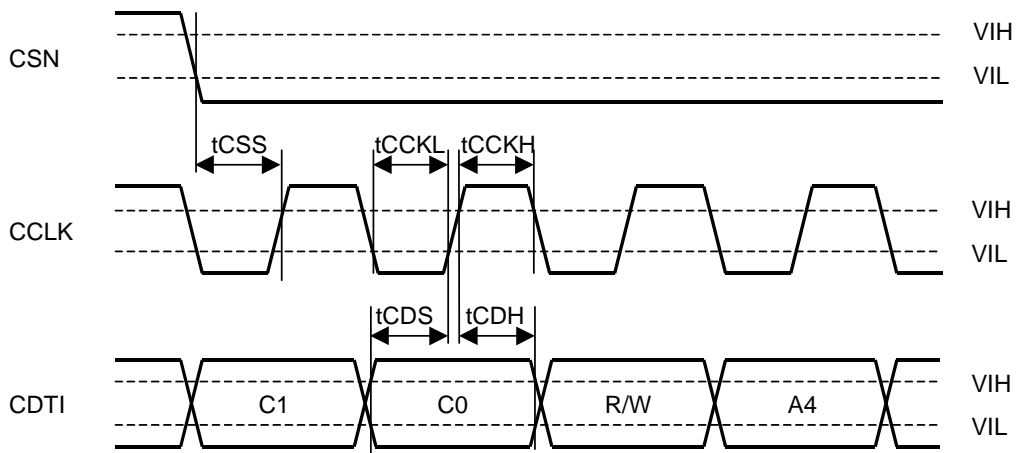 CSN
VIH
VIL
tCSS
tCCKL
tCCKH
CCLK
VIH
VIL
tCDS
tCDH
CDTI
C1
C0
R/W
A4
VIH
VIL